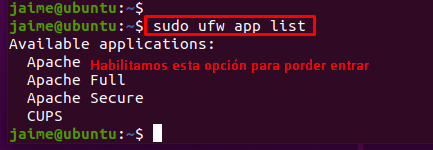 jaime@ubuntu:~$
jaime@ubuntu:~$ sudo ufw app list
Available applications:
  Apache Habilitamos esta opción para porder entrar
  Apache Full
  Apache Secure
  CUPS
jaime@ubuntu:~$